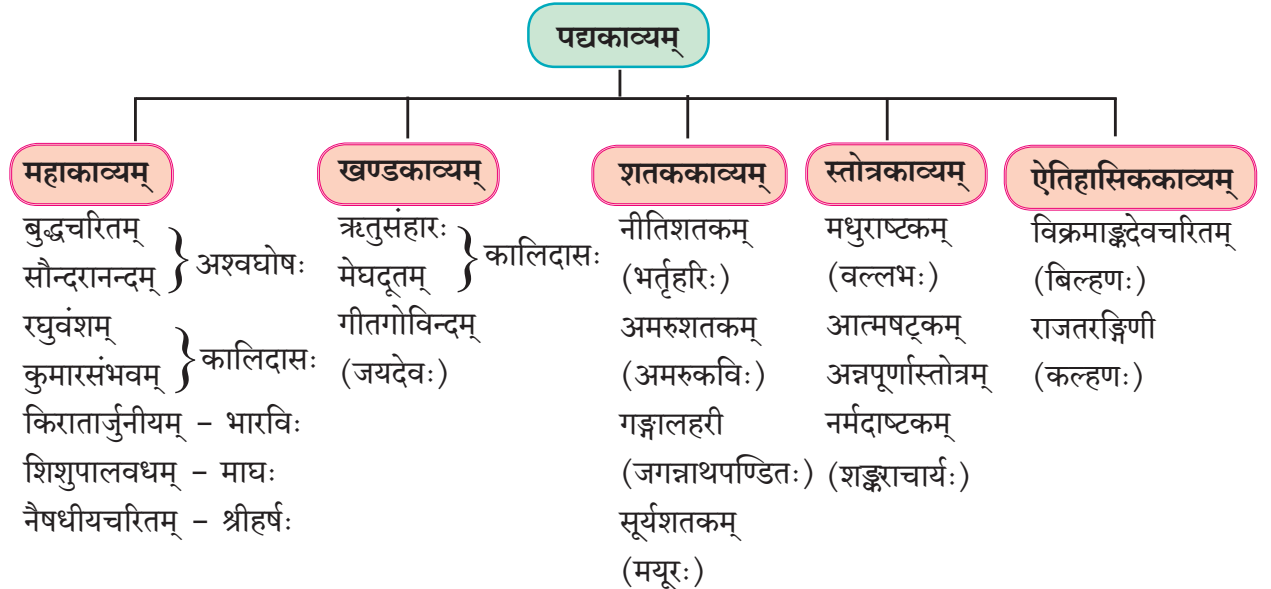 पद्यकाव्यम्
महाकाव्यम्
बुद्धचरितम्
सौन्दरानन्दम्
अश्वघोषः
रघुवंशम्
कुमारसंभवम्
कालिदासः
किरातार्जुनीयम् – भारविः
शिशुपालवधम् – माघः
नैषधीयचरितम् – श्रीहर्षः
खण्डकाव्यम्
ऋतुसंहारः
मेघदूतम्
कालिदासः
गीतगोविन्दम्
(जयदेवः)
शतककाव्यम्
नीतिशतकम्
(भर्तृहरिः)
अमरुशतकम्
(अमरुकविः)
गङ्गालहरी
(जगन्नाथपण्डितः)
सूर्यशतकम्
(मयूरः)
स्तोत्रकाव्यम्
मधुराष्टकम्
(वल्लभः)
आत्मषट्कम्
अन्नपूर्णास्तोत्रम्
नर्मदाष्टकम्
(शङ्कराचार्यः)
ऐतिहासिककाव्यम्
विक्रमाङ्कदेवचरितम्
(बिल्हणः)
राजतरङ्गिणी
(कल्हणः)